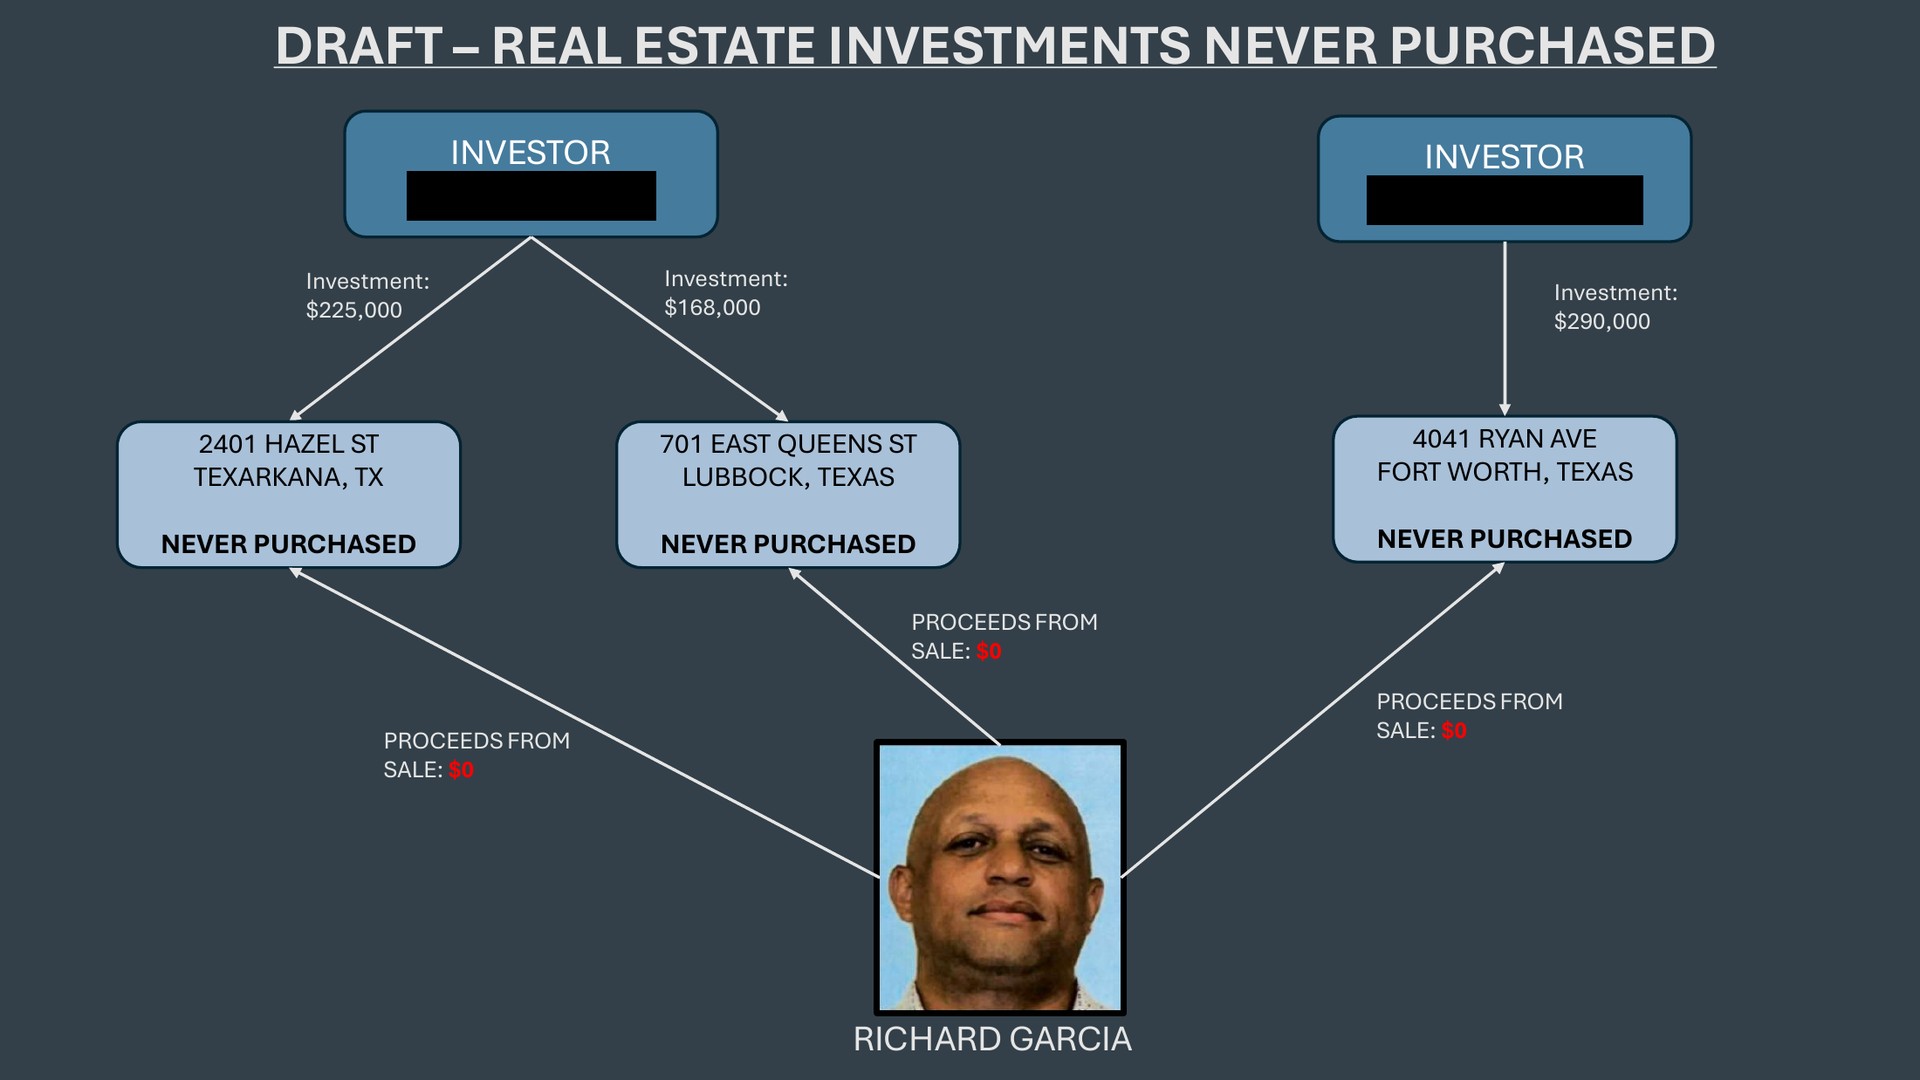 DRAFT – REAL ESTATE INVESTMENTS NEVER PURCHASED
INVESTOR
INVESTOR
Investment:
$225,000
Investment:
$168,000
Investment:
$290,000
2401 HAZEL ST
TEXARKANA, TX
NEVER PURCHASED
701 EAST QUEENS ST
LUBBOCK, TEXAS
NEVER PURCHASED
4041 RYAN AVE
FORT WORTH, TEXAS
NEVER PURCHASED
PROCEEDS FROM
SALE: $0
PROCEEDS FROM
SALE: $0
PROCEEDS FROM
SALE: $0
RICHARD GARCIA